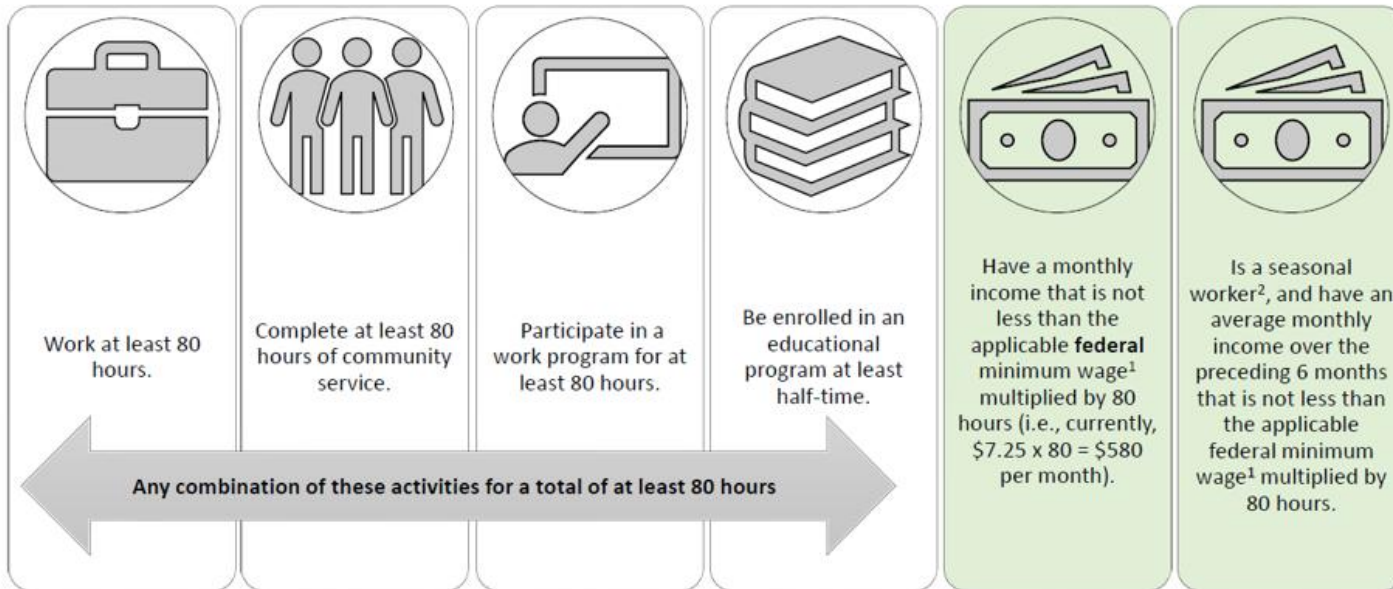 Work at least 80
hours.
Complete at least 80
hours of community
service.
Participate in a
work program for at
least 80 hours.
Be enrolled in an
educational
program at least
half-time.
Any combination of these activities for a total of at least 80 hours
Have a monthly
income that is not
less than the
applicable federal
minimum wage¹
multiplied by 80
hours (i.e., currently,
$7.25 x 80 = $580
per month).
Is a seasonal
worker², and have an
average monthly
income over the
preceding 6 months
that is not less than
the applicable
federal minimum
wage¹ multiplied by
80 hours.